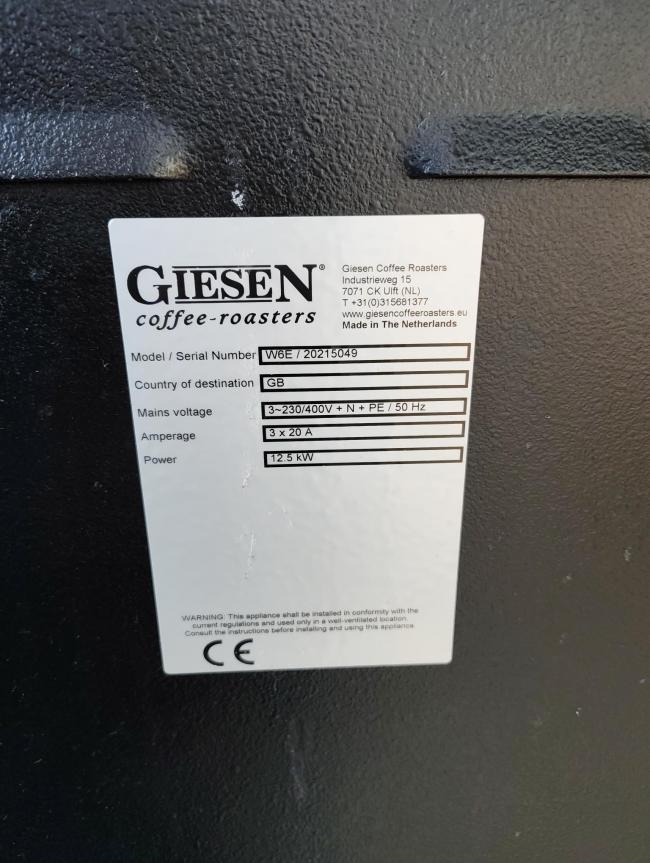 GIESEN®
coffee-roasters
Giesen Coffee Roasters
Industrieweg 15
7071 CK Ulft (NL)
T +31(0)315681377
www.giesencoffeeroasters.eu
Made in The Netherlands
Model / Serial Number W6E / 20215049
Country of destination GB
Mains voltage 3~230/400V + N + PE / 50 Hz
Amperage 3 x 20 A
Power 12.5 kW
WARNING: This appliance shall be installed in conformity with the
current regulations and used only in a well-ventilated location.
Consult the instructions before installing and using this appliance.
CE